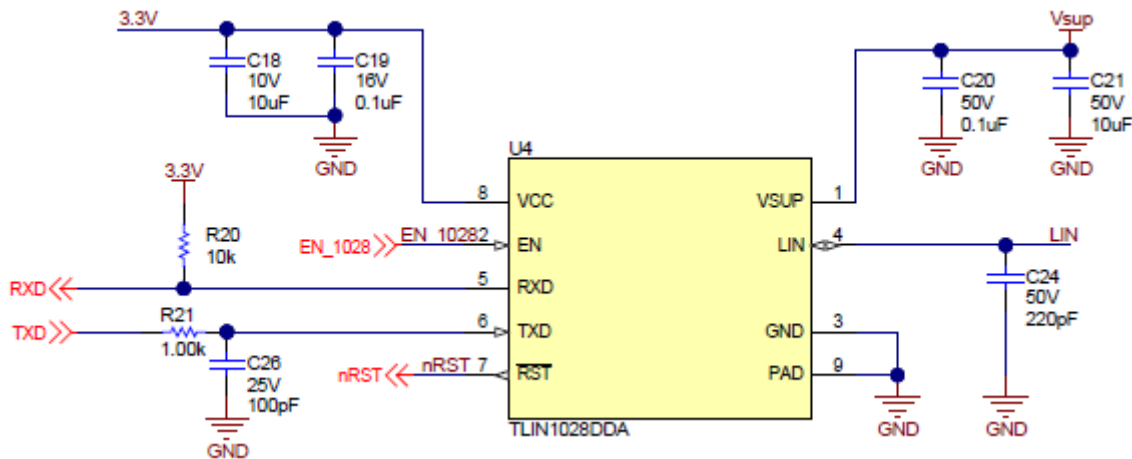 3.3V
Vsup
C18
10V
10uF
C19
16V
0.1uF
C20
50V
0.1uF
C21
50V
10uF
GND
GND
GND
U4
3.3V
8
VCC
VSUP
1
R20
10k
EN_1028
EN_1028
2
EN
LIN
4
LIN
RXD
5
RXD
C24
50V
220pF
TXD
R21
1.00k
6
TXD
GND
3
C26
25V
100pF
nRST
nRST
7
RST
PAD
9
GND
GND
GND
TLIN1028DDA